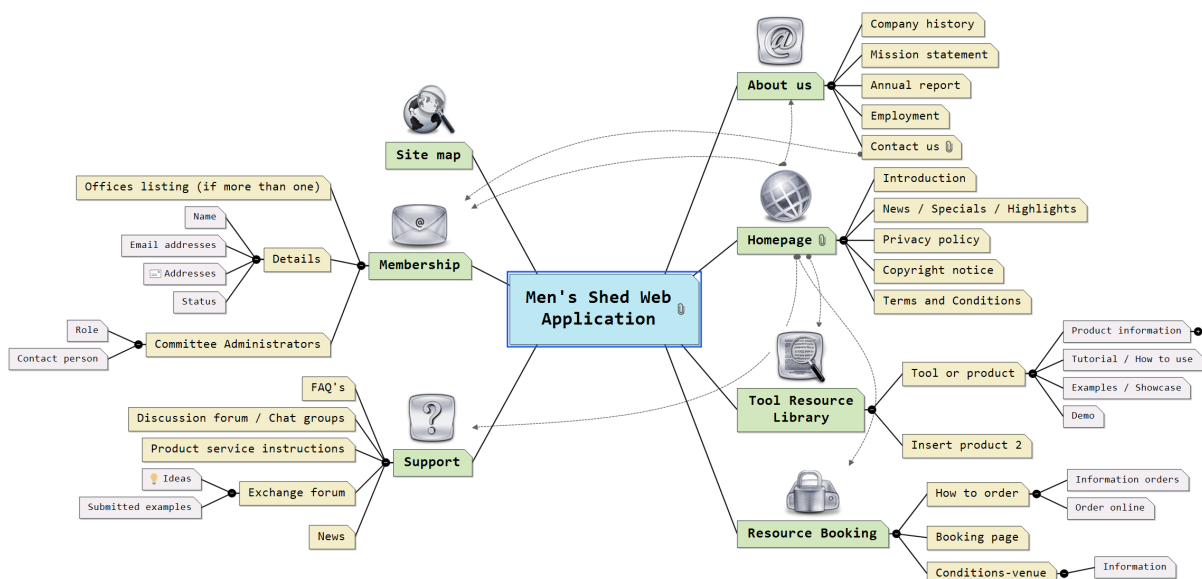 Men's Shed Web
Application
About us
Company history
Mission statement
Annual report
Employment
Contact us
Homepage
Introduction
News / Specials / Highlights
Privacy policy
Copyright notice
Terms and Conditions
Tool Resource
Library
Tool or product
Product information
Tutorial / How to use
Examples / Showcase
Demo
Insert product 2
Resource Booking
How to order
Information orders
Order online
Booking page
Conditions-venue
Information
Site map
Membership
Offices listing (if more than one)
Details
Name
Email addresses
Addresses
Status
Committee Administrators
Role
Contact person
Support
FAQ's
Discussion forum / Chat groups
Product service instructions
Exchange forum
Ideas
Submitted examples
News